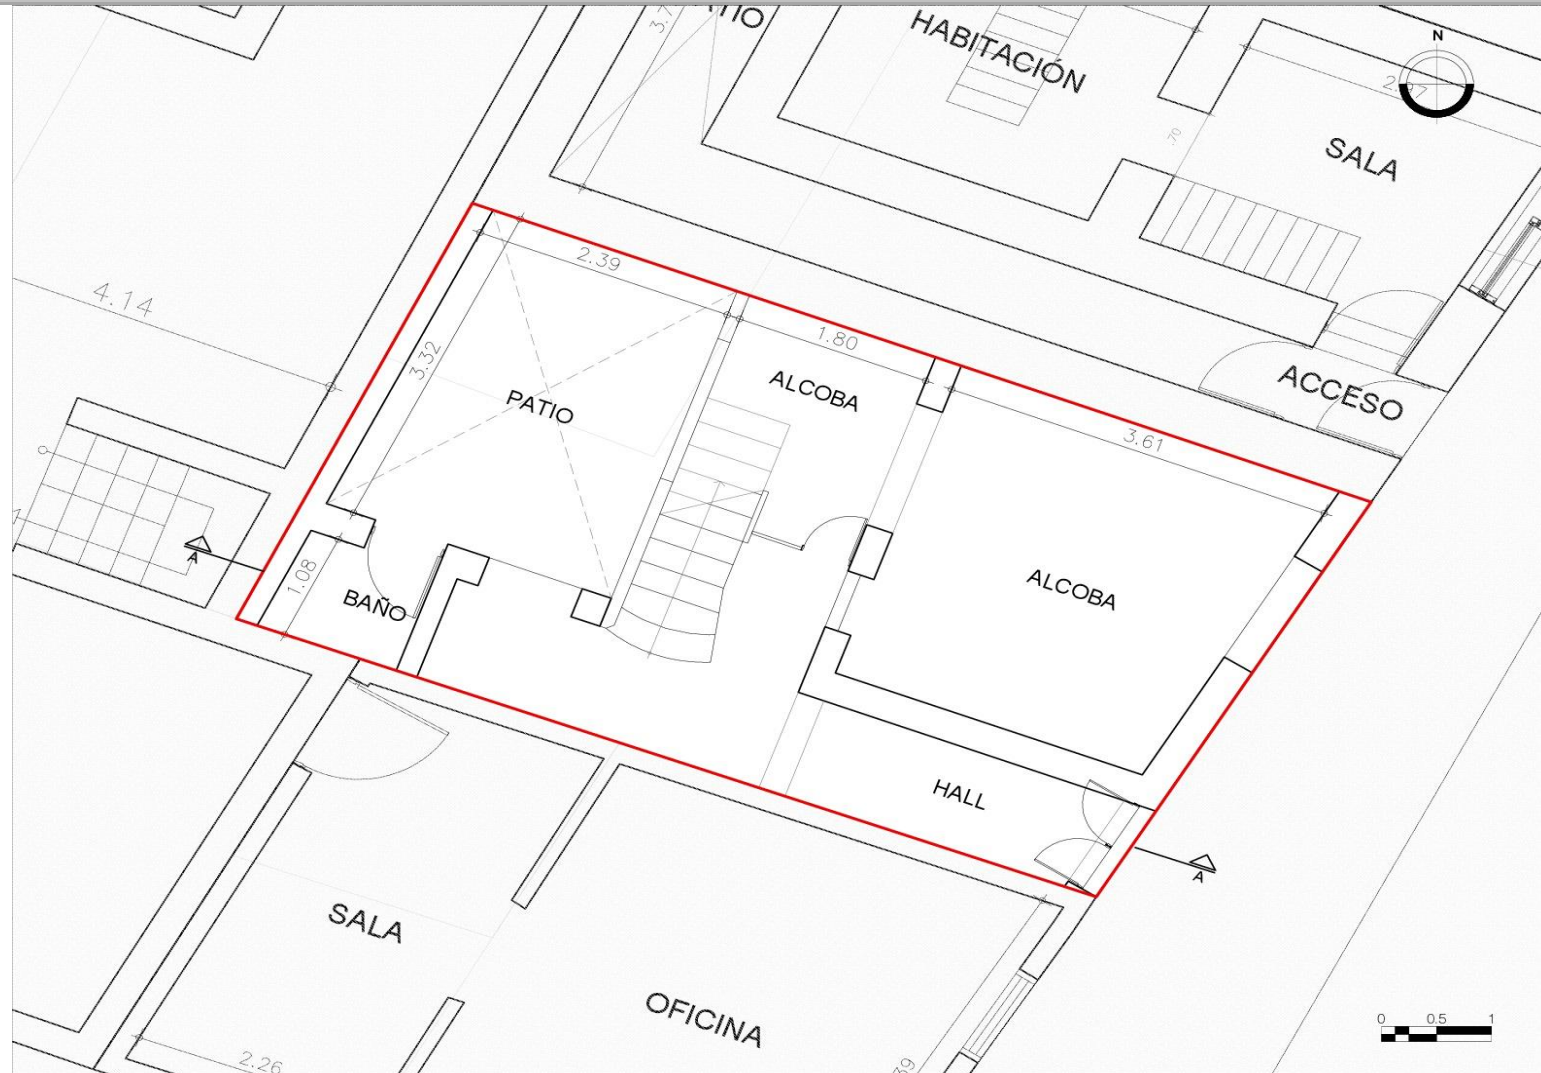 HABITACIÓN
N
SALA
2.39
4.14
1.80
3.32
ALCOBA
ACCESO
PATIO
3.61
A
1.08
BAÑO
ALCOBA
HALL
A
SALA
OFICINA
0 0.5 1
2.26